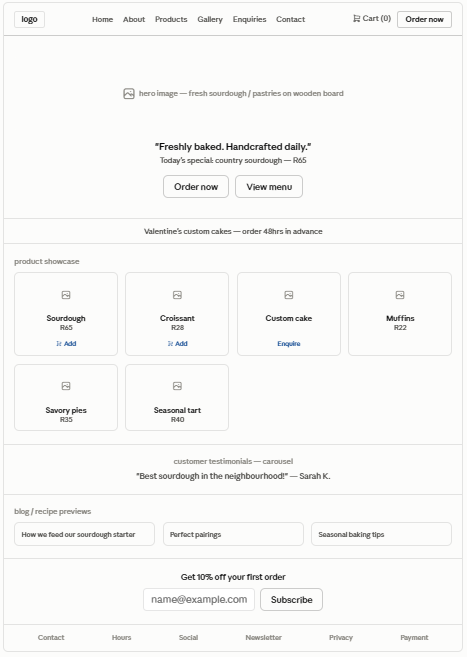 logo Home About Products Gallery Enquiries Contact Cart (0) Order now
hero image — fresh sourdough / pastries on wooden board
"Freshly baked. Handcrafted daily."
Today's special: country sourdough — R65
Order now View menu
Valentine's custom cakes — order 48hrs in advance
product showcase
Sourdough
R65
Add
Croissant
R28
Add
Custom cake
Enquire
Muffins
R22
Savory pies
R35
Seasonal tart
R40
customer testimonials — carousel
"Best sourdough in the neighbourhood!" — Sarah K.
blog / recipe previews
How we feed our sourdough starter
Perfect pairings
Seasonal baking tips
Get 10% off your first order
name@example.com Subscribe
Contact Hours Social Newsletter Privacy Payment